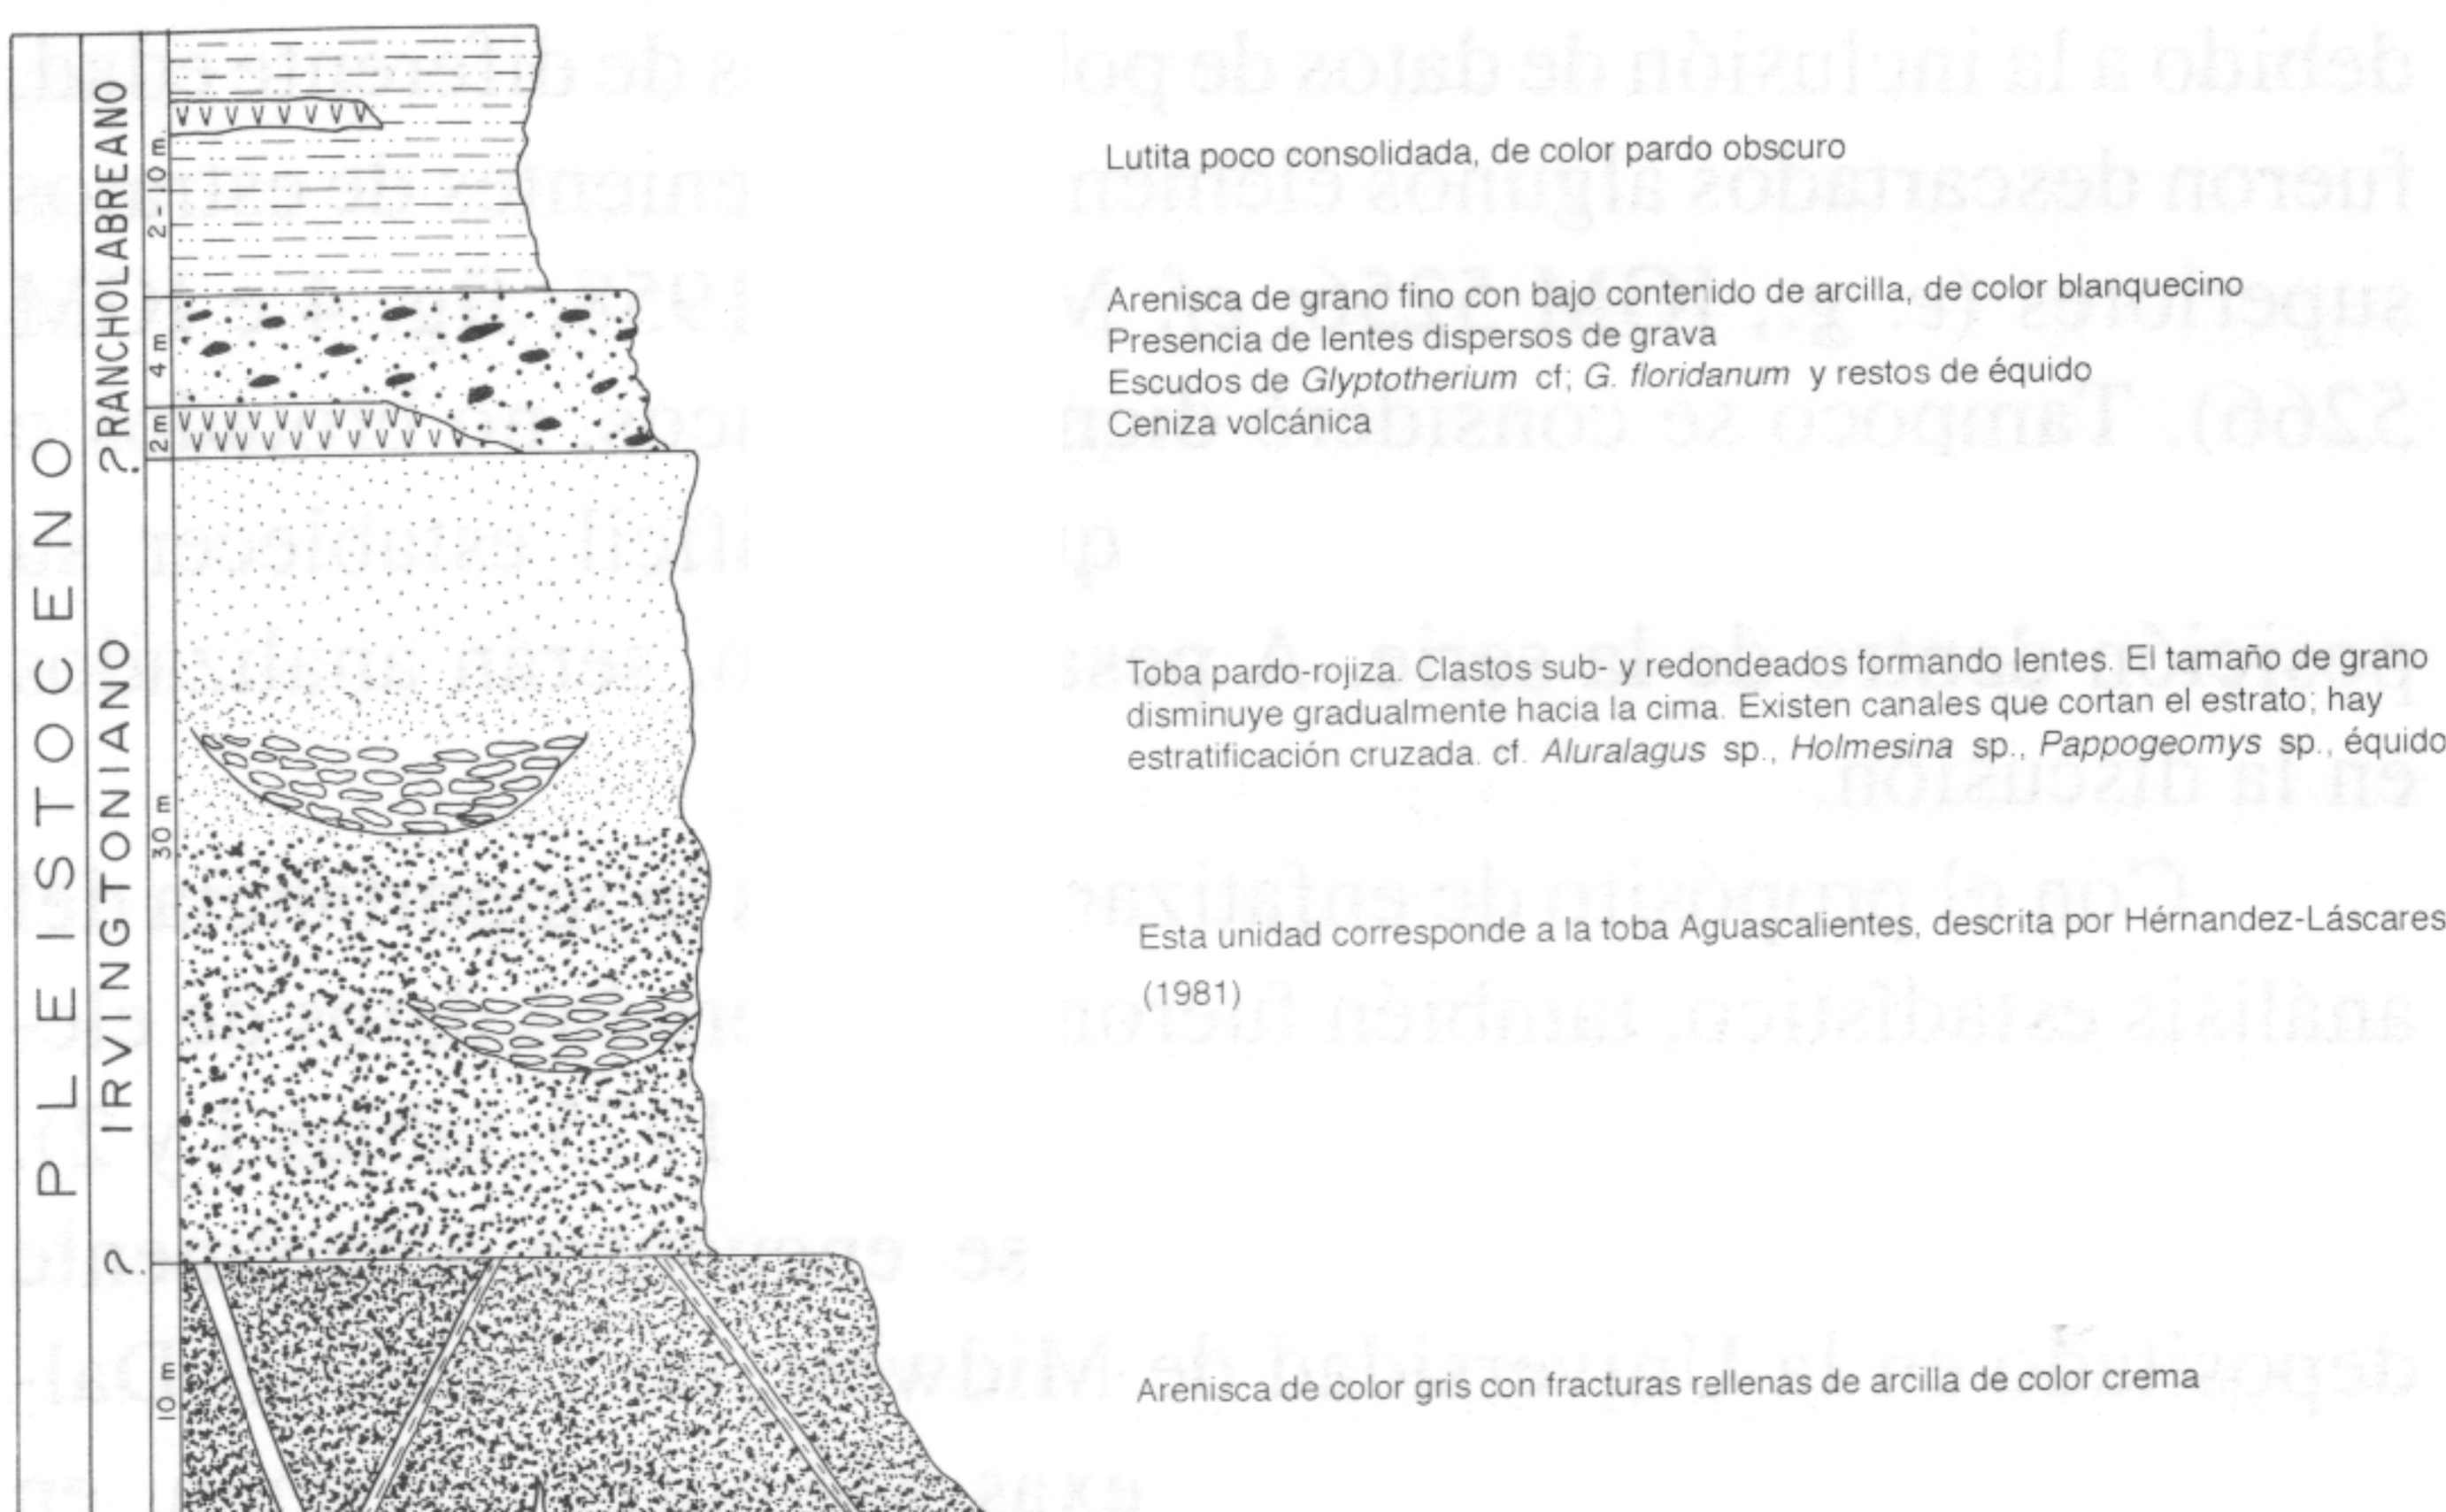 PLEISTOCENO
?RANCHOLABREANO
IRVINGTONIANO
?
2-10 m.
4 m
2 m
30 m
10 m
Lutita poco consolidada, de color pardo obscuro
Arenisca de grano fino con bajo contenido de arcilla, de color blanquecino
Presencia de lentes dispersos de grava
Escudos de Glyptotherium cf; G. floridanum y restos de équido
Ceniza volcánica
Toba pardo-rojiza. Clastos sub- y redondeados formando lentes. El tamaño de grano
disminuye gradualmente hacia la cima. Existen canales que cortan el estrato; hay
estratificación cruzada. cf. Aluralagus sp., Holmesina sp., Pappogeomys sp., équido
Esta unidad corresponde a la toba Aguascalientes, descrita por Hérnandez-Láscares
(1981)
Arenisca de color gris con fracturas rellenas de arcilla de color crema